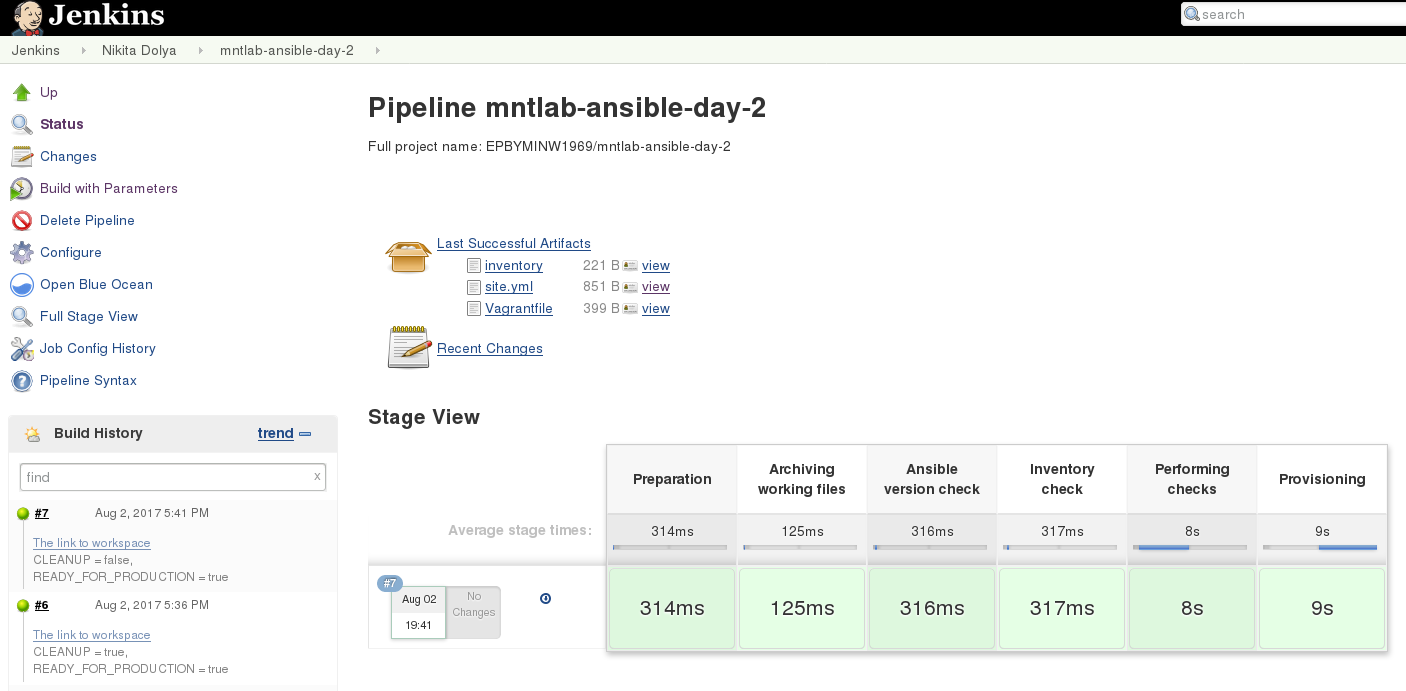 Jenkins
search
Jenkins Nikita Dolya mntlab-ansible-day-2
Up
Status
Changes
Build with Parameters
Delete Pipeline
Configure
Open Blue Ocean
Full Stage View
Job Config History
Pipeline Syntax
Build History trend
find x
#7 Aug 2, 2017 5:41 PM
The link to workspace
CLEANUP = false,
READY_FOR_PRODUCTION = true
#6 Aug 2, 2017 5:36 PM
The link to workspace
CLEANUP = true,
READY_FOR_PRODUCTION = true
Pipeline mntlab-ansible-day-2
Full project name: EPBYMINW1969/mntlab-ansible-day-2
Last Successful Artifacts
inventory 221 B view
site.yml 851 B view
Vagrantfile 399 B view
Recent Changes
Stage View
Preparation
Archiving
working files
Ansible
version check
Inventory
check
Performing
checks
Provisioning
Average stage times:
314ms 125ms 316ms 317ms 8s 9s
#7
Aug 02
19:41
No
Changes
314ms 125ms 316ms 317ms 8s 9s